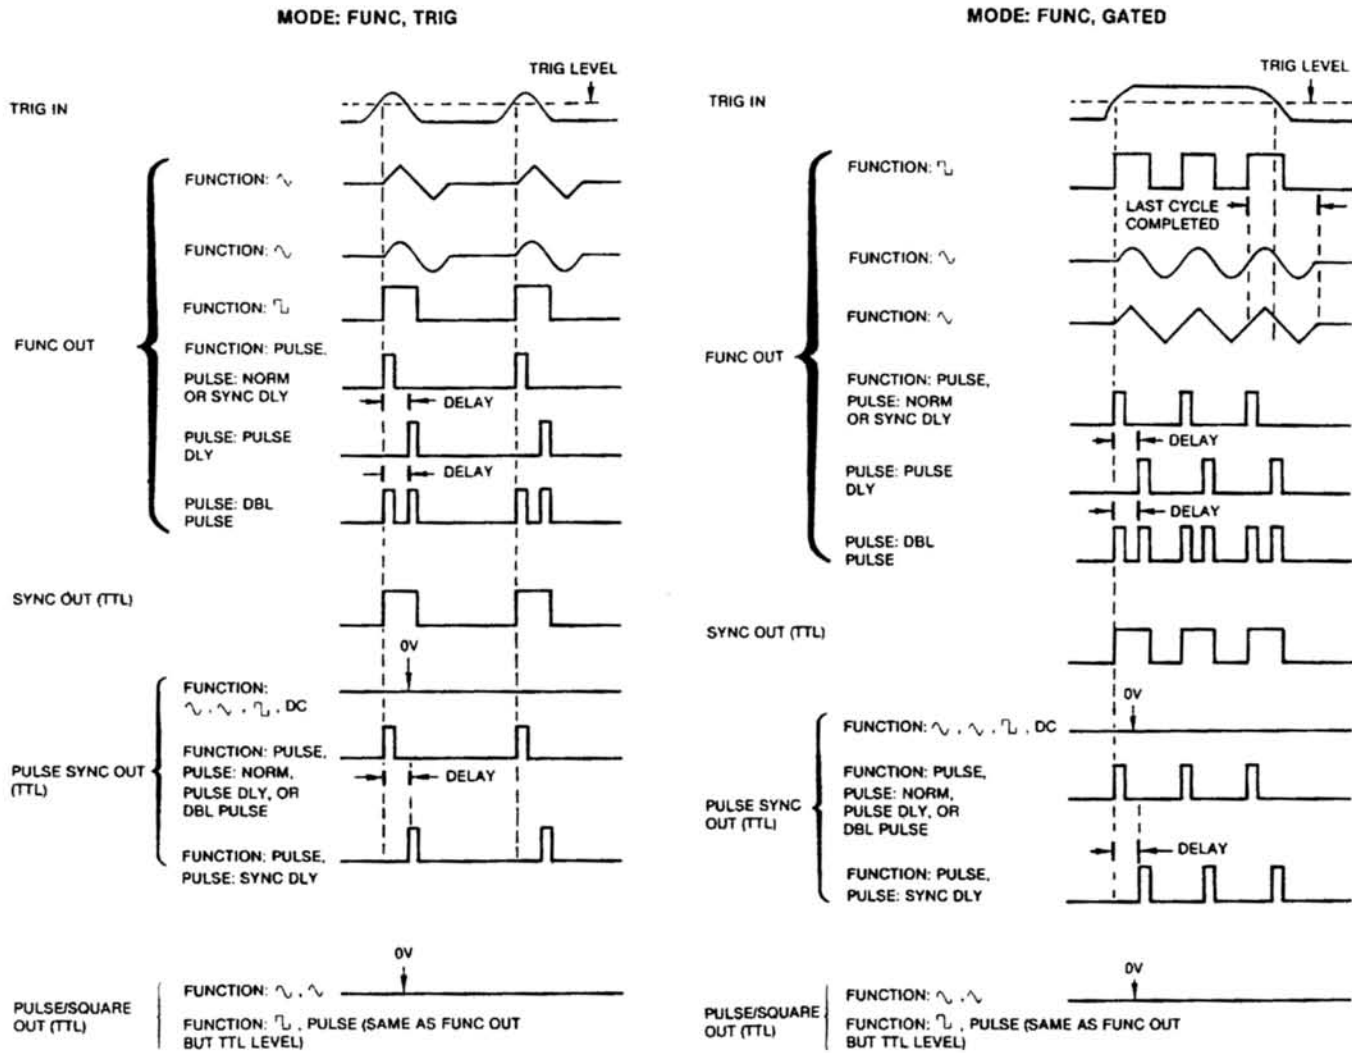 MODE: FUNC, TRIG
TRIG LEVEL
TRIG IN
FUNC OUT
FUNCTION:
FUNCTION:
FUNCTION:
FUNCTION: PULSE,
PULSE: NORM
OR SYNC DLY
DELAY
PULSE: PULSE
DLY
DELAY
PULSE: DBL
PULSE
SYNC OUT (TTL)
0V
PULSE SYNC OUT
(TTL)
FUNCTION:
, , , DC
FUNCTION: PULSE,
PULSE: NORM,
PULSE DLY, OR
DBL PULSE
DELAY
FUNCTION: PULSE,
PULSE: SYNC DLY
0V
PULSE/SQUARE
OUT (TTL)
FUNCTION: ,
FUNCTION: , PULSE (SAME AS FUNC OUT
BUT TTL LEVEL)
MODE: FUNC, GATED
TRIG LEVEL
TRIG IN
FUNC OUT
FUNCTION:
LAST CYCLE
COMPLETED
FUNCTION:
FUNCTION:
FUNCTION: PULSE,
PULSE: NORM
OR SYNC DLY
DELAY
PULSE: PULSE
DLY
DELAY
PULSE: DBL
PULSE
SYNC OUT (TTL)
0V
PULSE SYNC
OUT (TTL)
FUNCTION: , , , DC
FUNCTION: PULSE,
PULSE: NORM,
PULSE DLY, OR
DBL PULSE
DELAY
FUNCTION: PULSE,
PULSE: SYNC DLY
0V
PULSE/SQUARE
OUT (TTL)
FUNCTION: ,
FUNCTION: , PULSE (SAME AS FUNC OUT
BUT TTL LEVEL)